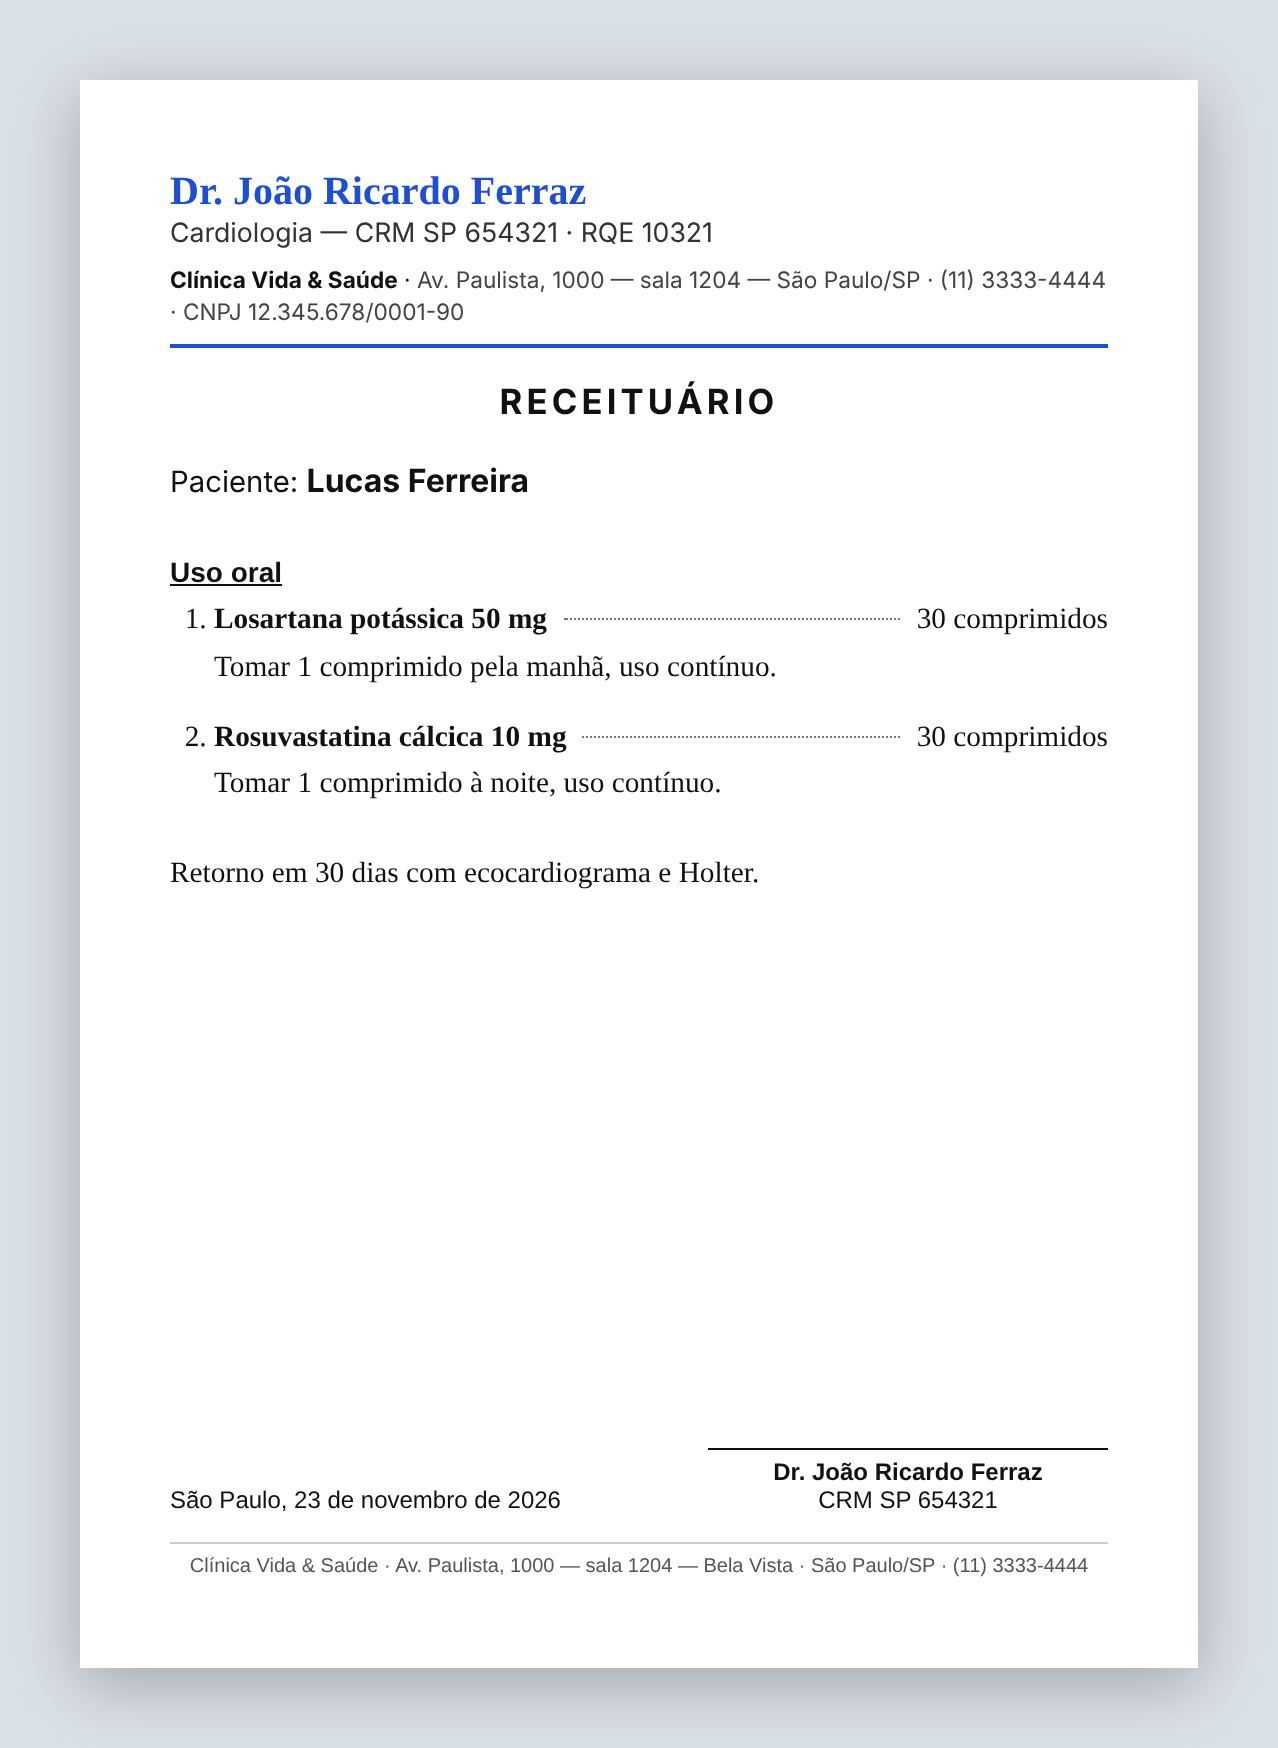 Dr. João Ricardo Ferraz
Cardiologia — CRM SP 654321 · RQE 10321
Clínica Vida & Saúde · Av. Paulista, 1000 — sala 1204 — São Paulo/SP · (11) 3333-4444
· CNPJ 12.345.678/0001-90
RECEITUÁRIO
Paciente: Lucas Ferreira
Uso oral
1. Losartana potássica 50 mg 30 comprimidos
Tomar 1 comprimido pela manhã, uso contínuo.
2. Rosuvastatina cálcica 10 mg 30 comprimidos
Tomar 1 comprimido à noite, uso contínuo.
Retorno em 30 dias com ecocardiograma e Holter.
Dr. João Ricardo Ferraz
São Paulo, 23 de novembro de 2026 CRM SP 654321
Clínica Vida & Saúde · Av. Paulista, 1000 — sala 1204 — Bela Vista · São Paulo/SP · (11) 3333-4444